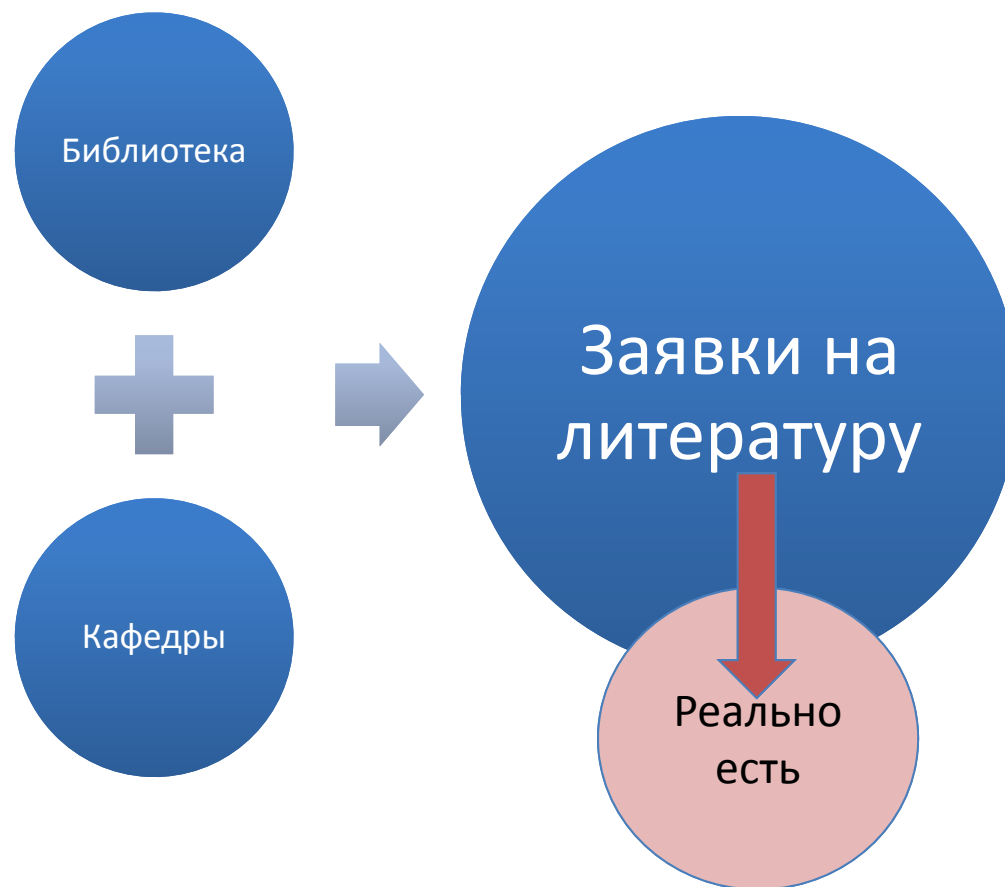 Библиотека
Кафедры
Заявки на
литературу
Реально
есть